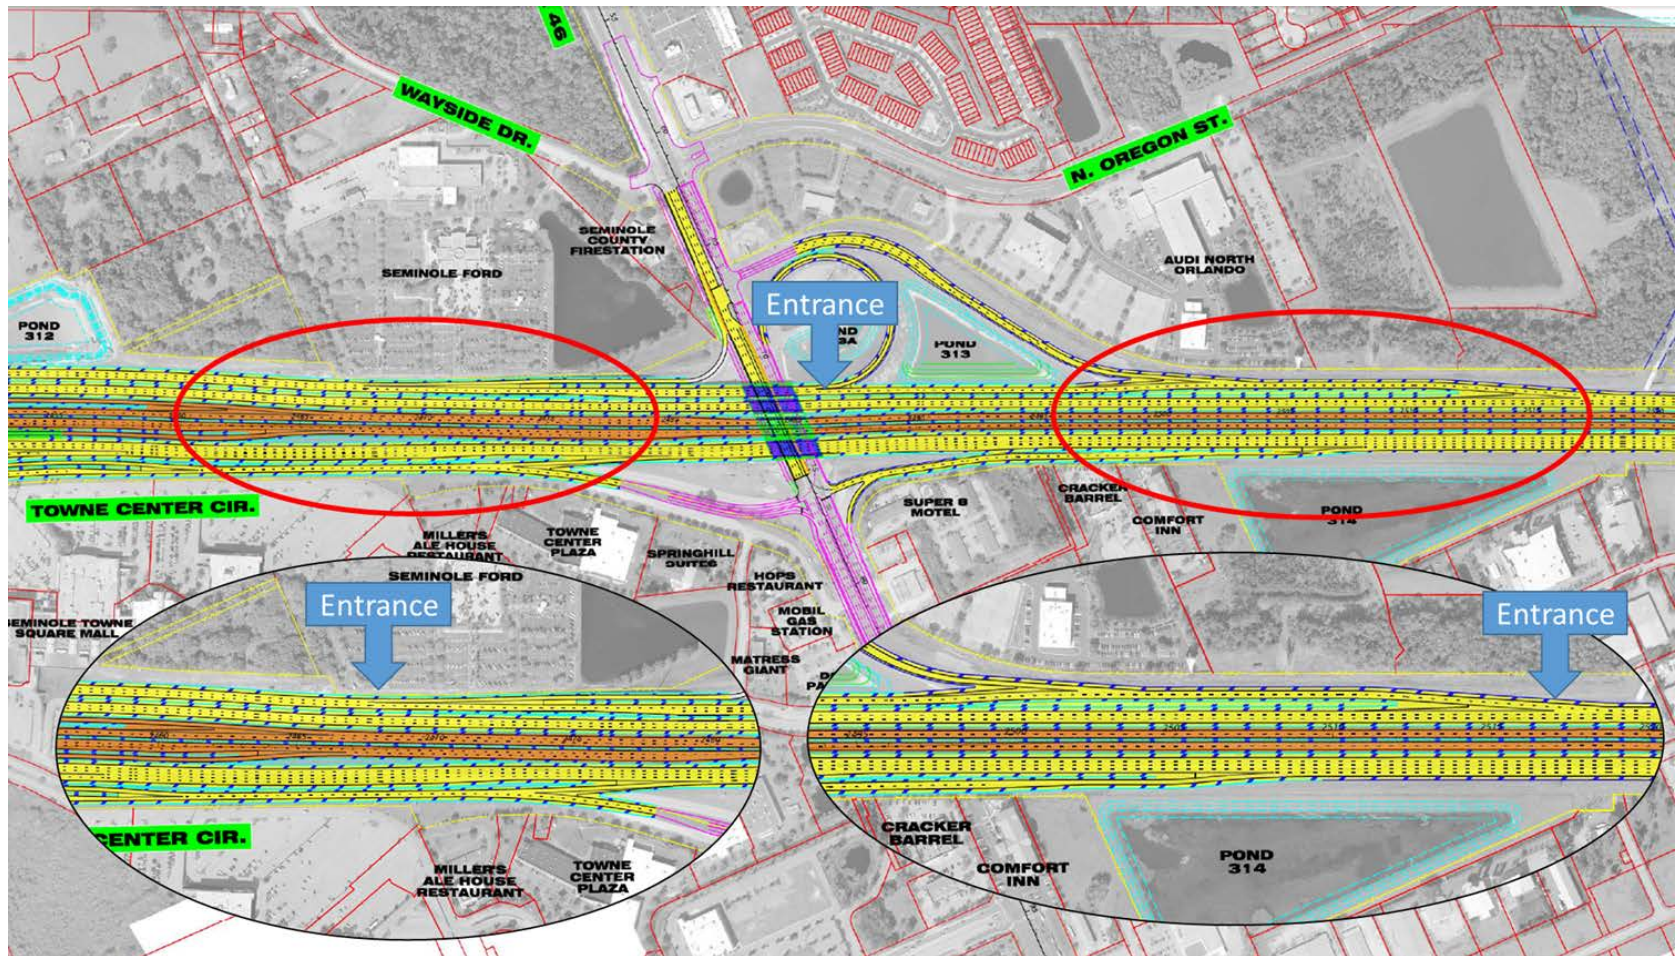 46
WAYSIDE DR.
N. OREGON ST.
SEMINOLE
COUNTY
FIRESTATION
SEMINOLE FORD
AUDI NORTH
ORLANDO
Entrance
POND
312
POND
313
TOWNE CENTER CIR.
MILLER'S
ALE HOUSE
RESTAURANT
TOWNE
CENTER
PLAZA
SPRINGHILL
SUITES
HOPS
RESTAURANT
MOBIL
GAS
STATION
MATRESS
GIANT
SUPER 8
MOTEL
CRACKER
BARREL
COMFORT
INN
POND
314
SEMINOLE TOWNE
SQUARE MALL
SEMINOLE FORD
Entrance
CENTER CIR.
MILLER'S
ALE HOUSE
RESTAURANT
TOWNE
CENTER
PLAZA
Entrance
CRACKER
BARREL
COMFORT
INN
POND
314